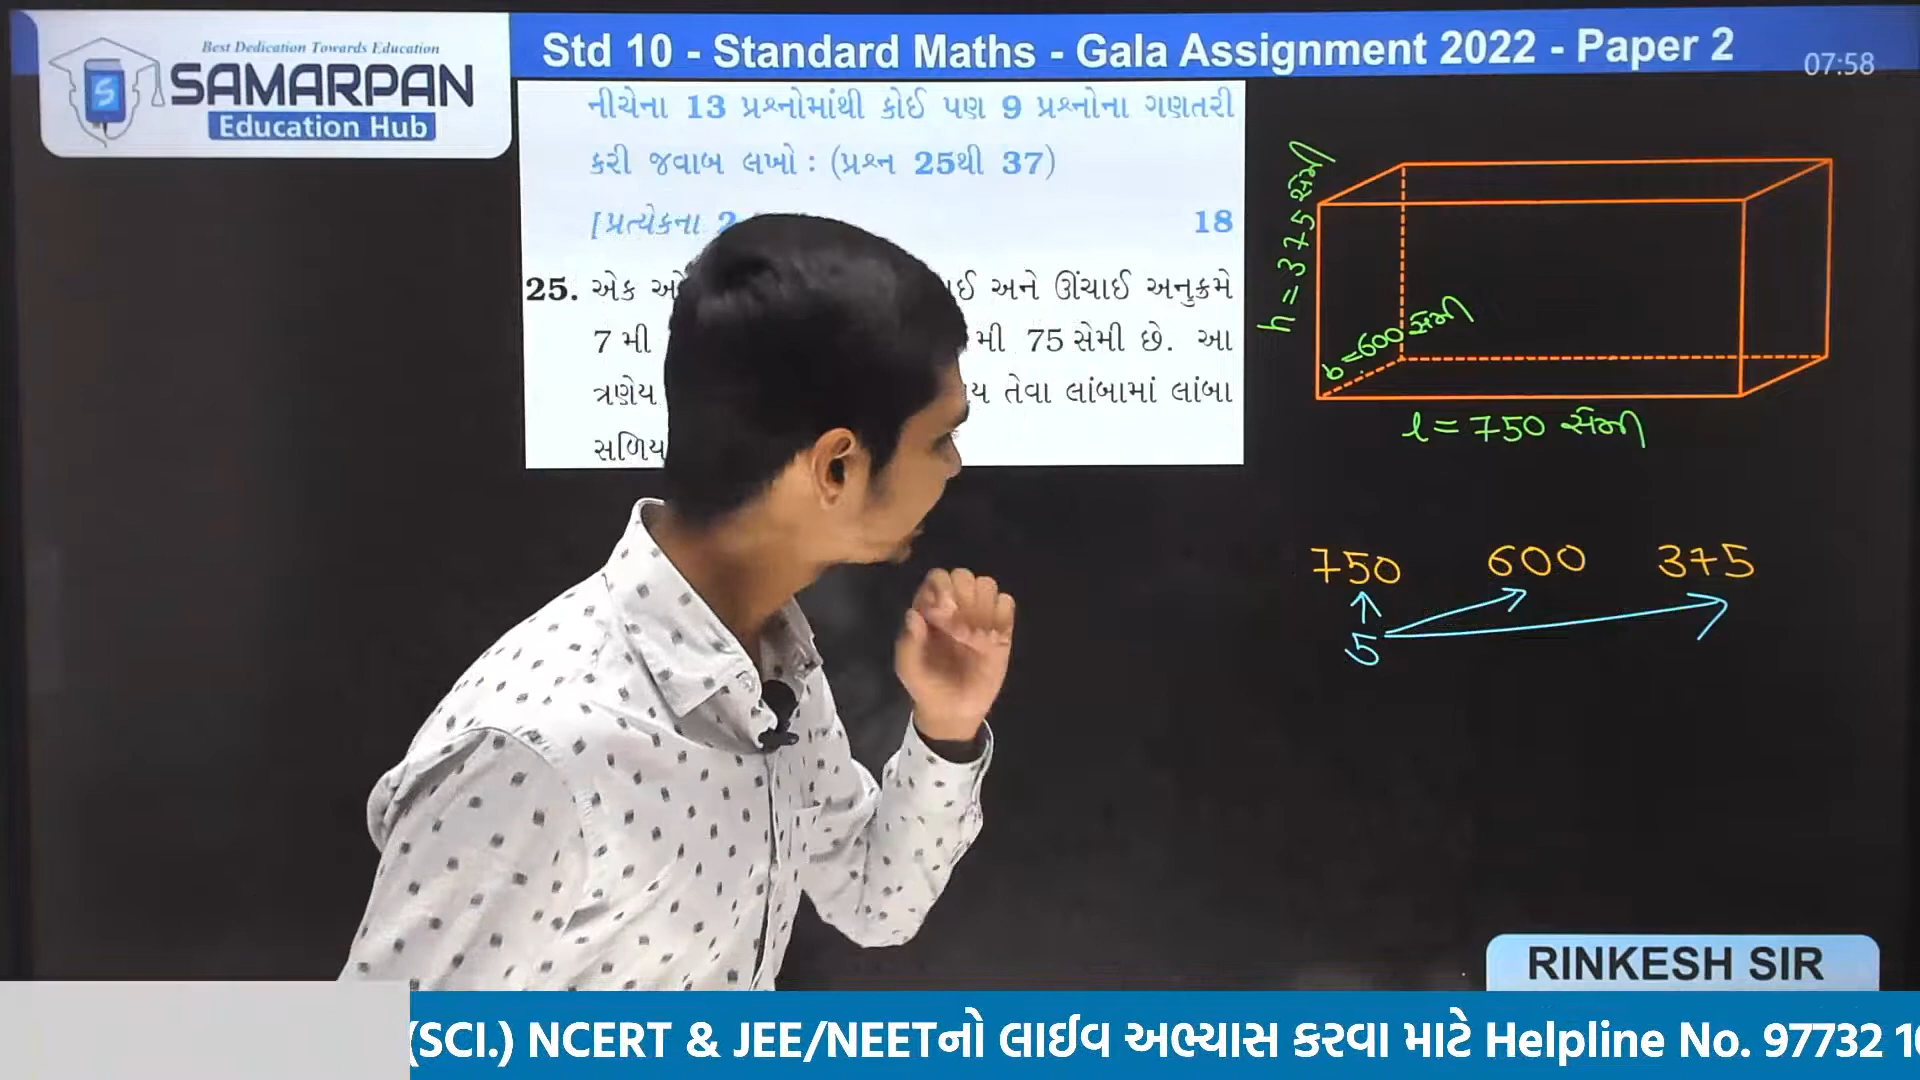 Best Dedication Towards Education
SAMARPAN
Education Hub
Std 10 - Standard Maths - Gala Assignment 2022 - Paper 2
07:58
નીચેના 13 પ્રશ્નોમાંથી કોઈ પણ 9 પ્રશ્નોના ગણતરી
કરી જવાબ લખો : (પ્રશ્ન 25થી 37)
[પ્રત્યેકના 2 18
25. એક અને ઊંચાઈ અનુક્રમે
7 મી મી 75 સેમી છે. આ
ત્રણેય તેવા લાંબામાં લાંબા
h = 375 સેમી
b = 600 સેમી
l = 750 સેમી
750 600 375
5
RINKESH SIR
(SCI.) NCERT & JEE/NEETનો લાઈવ અભ્યાસ કરવા માટે Helpline No. 97732